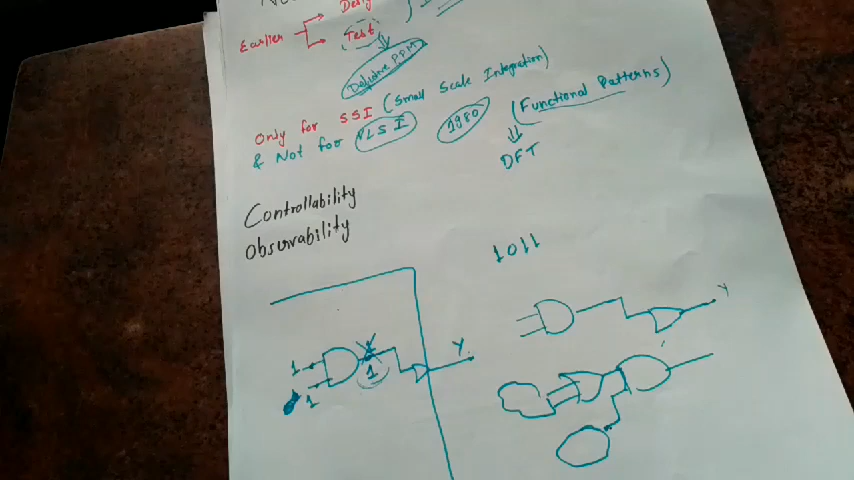 Earlier
Test
Defective PPM
Only for SSI (Small Scale Integration)
& Not for VLSI 1980 (Functional Patterns)
DFT
Controllability
Observability
1011
Y
1
1
1
Y